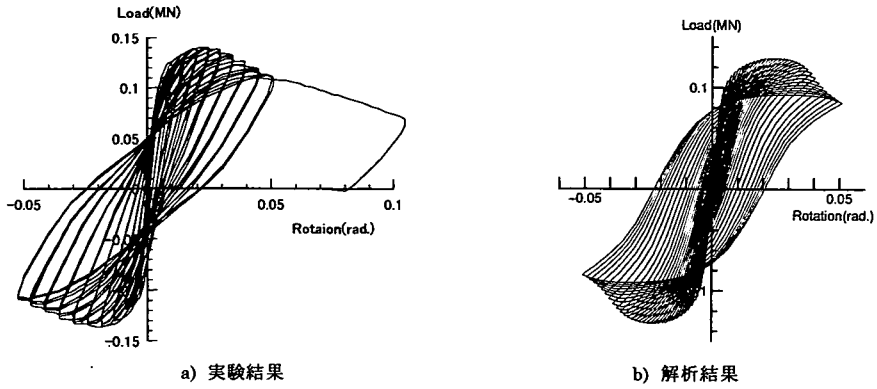 Load(MN)
0.15
0.1
0.05
0
-0.05
0.05
0.1
Rotaion(rad.)
-0.15
a) 実験結果
Load(MN)
0.1
-0.05
0.05
Rotation(rad.)
b) 解析結果